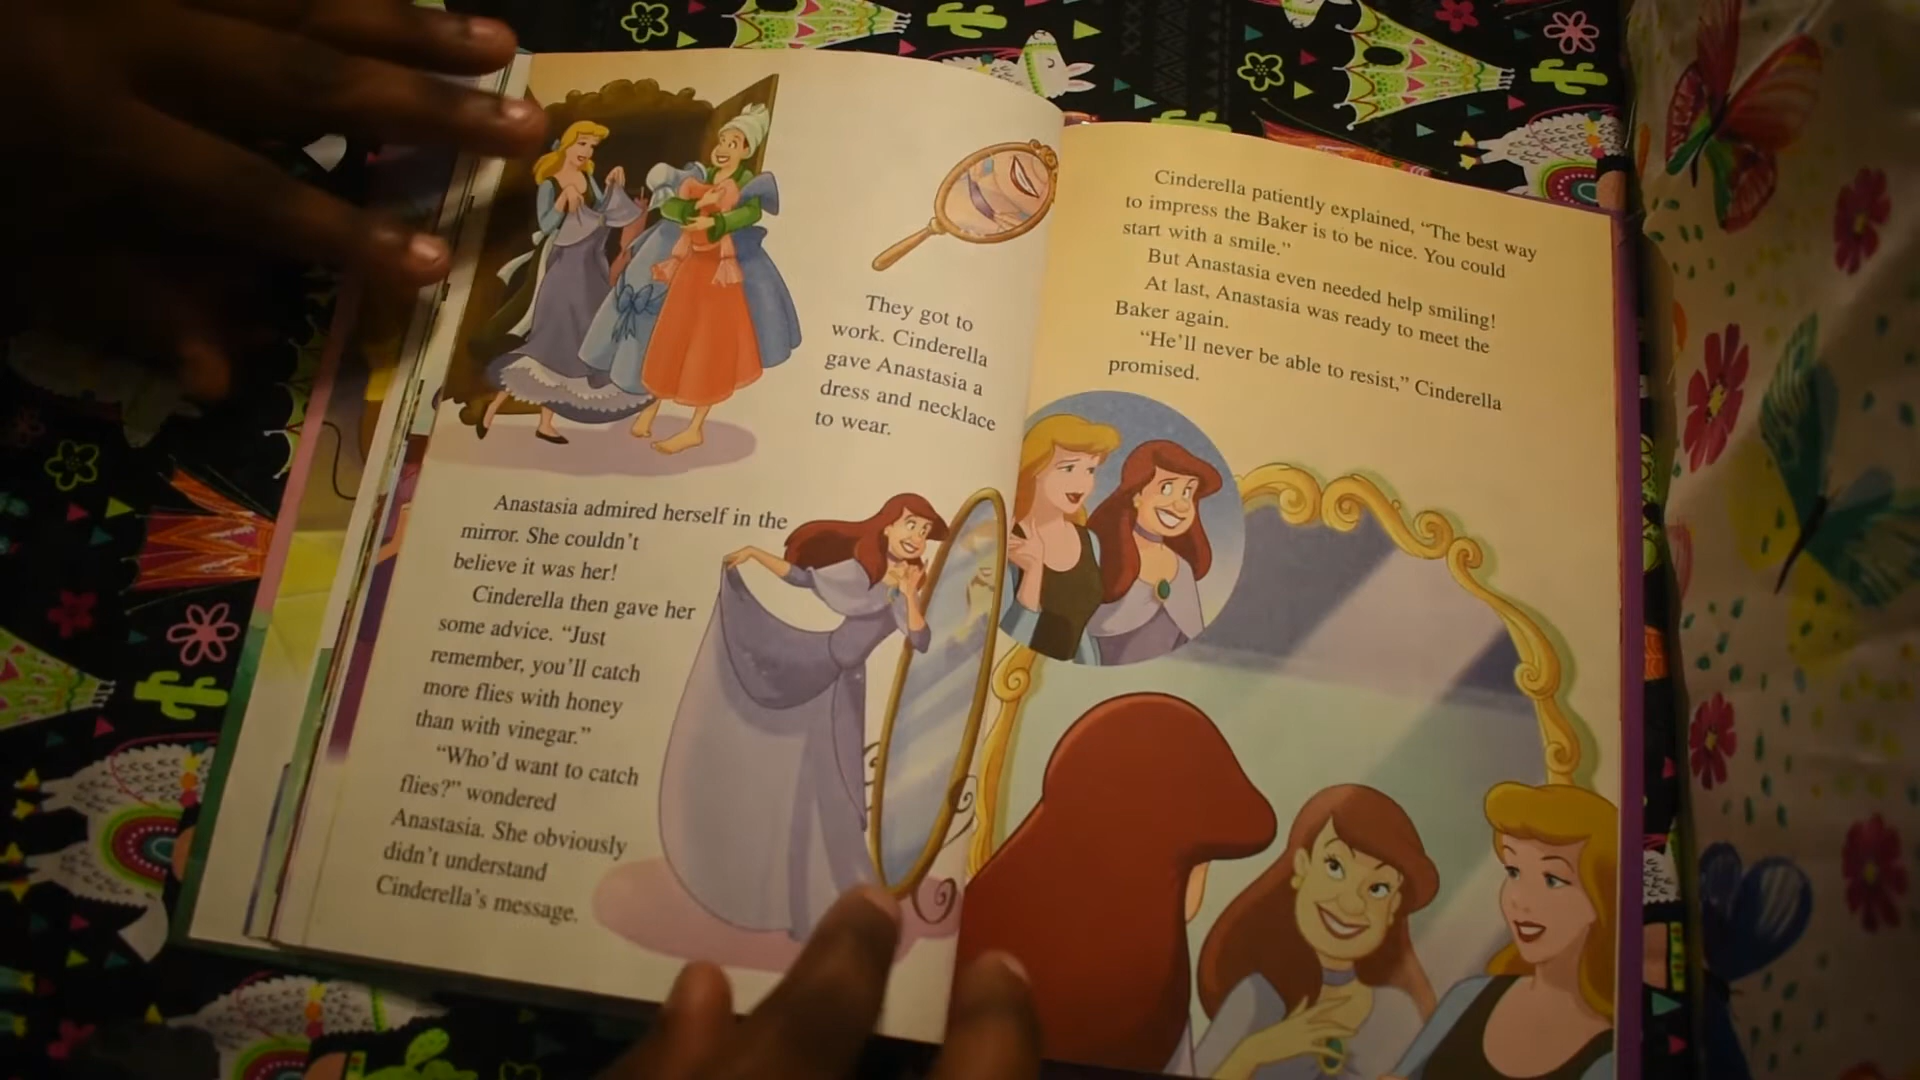 They got to
work. Cinderella
gave Anastasia a
dress and necklace
to wear.
Anastasia admired herself in the
mirror. She couldn't
believe it was her!
Cinderella then gave her
some advice. “Just
remember, you'll catch
more flies with honey
than with vinegar.”
“Who'd want to catch
flies?” wondered
Anastasia. She obviously
didn't understand
Cinderella's message.
Cinderella patiently explained, “The best way
to impress the Baker is to be nice. You could
start with a smile.”
But Anastasia even needed help smiling!
At last, Anastasia was ready to meet the
Baker again.
“He'll never be able to resist,” Cinderella
promised.